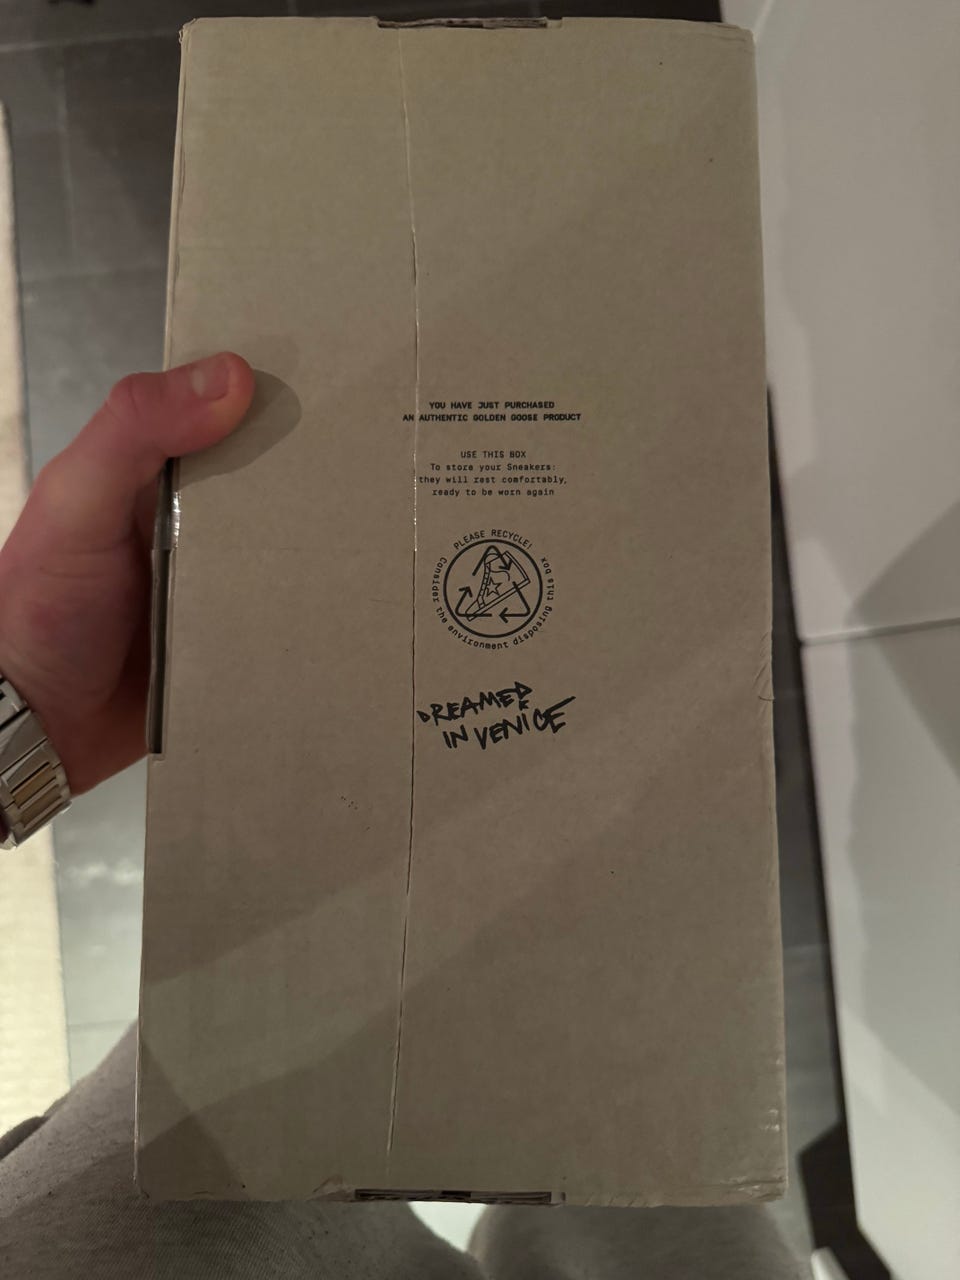 YOU HAVE JUST PURCHASED
AN AUTHENTIC GOLDEN GOOSE PRODUCT
USE THIS BOX
To store your Sneakers:
they will rest comfortably,
ready to be worn again
PLEASE RECYCLE!
Consider the environment disposing this box
DREAMED
IN VENICE